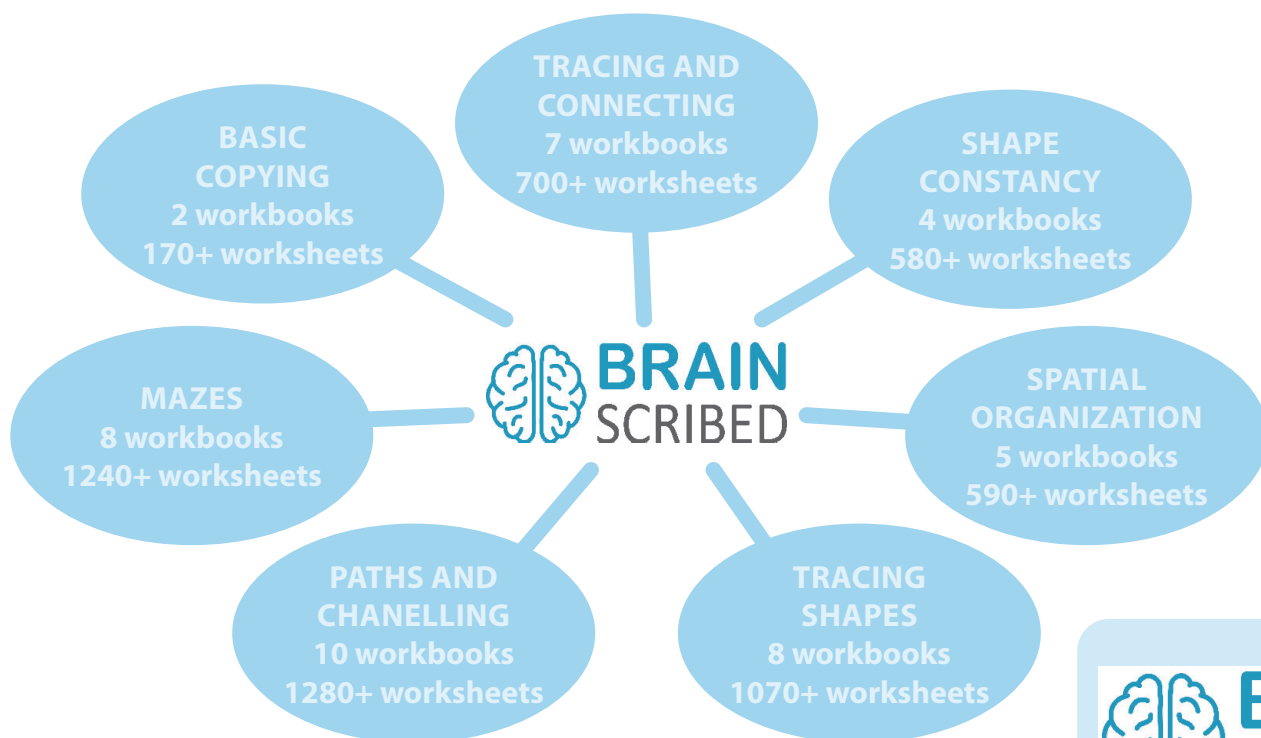 TRACING AND
CONNECTING
7 workbooks
700+ worksheets
BASIC
COPYING
2 workbooks
170+ worksheets
SHAPE
CONSTANCY
4 workbooks
580+ worksheets
BRAIN
SCRIBED
MAZES
8 workbooks
1240+ worksheets
SPATIAL
ORGANIZATION
5 workbooks
590+ worksheets
PATHS AND
CHANELLING
10 workbooks
1280+ worksheets
TRACING
SHAPES
8 workbooks
1070+ worksheets